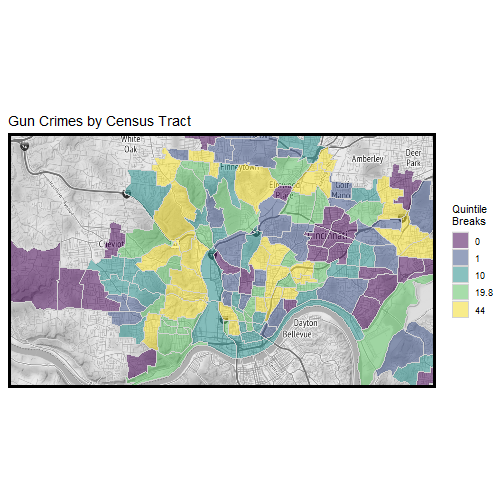 Gun Crimes by Census Tract
White
Oak
Amberley
Deer
Park
Finneytown
Elmwood
Place
Golf
Manor
Cheviot
Cincinnati
Dayton
Bellevue
Quintile
Breaks
0
1
10
19.8
44